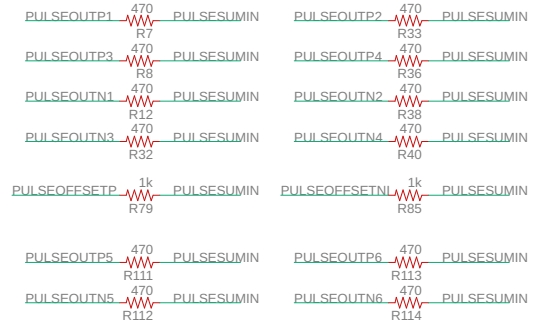 470 470
PULSEOUTP1 PULSESUMIN PULSEOUTP2 PULSESUMIN
R7 R33
470 470
PULSEOUTP3 PULSESUMIN PULSEOUTP4 PULSESUMIN
R8 R36
470 470
PULSEOUTN1 PULSESUMIN PULSEOUTN2 PULSESUMIN
R12 R38
470 470
PULSEOUTN3 PULSESUMIN PULSEOUTN4 PULSESUMIN
R32 R40
1k 1k
PULSEOFFSETP PULSESUMIN PULSEOFFSETNL PULSESUMIN
R79 R85
470 470
PULSEOUTP5 PULSESUMIN PULSEOUTP6 PULSESUMIN
R111 R113
470 470
PULSEOUTN5 PULSESUMIN PULSEOUTN6 PULSESUMIN
R112 R114